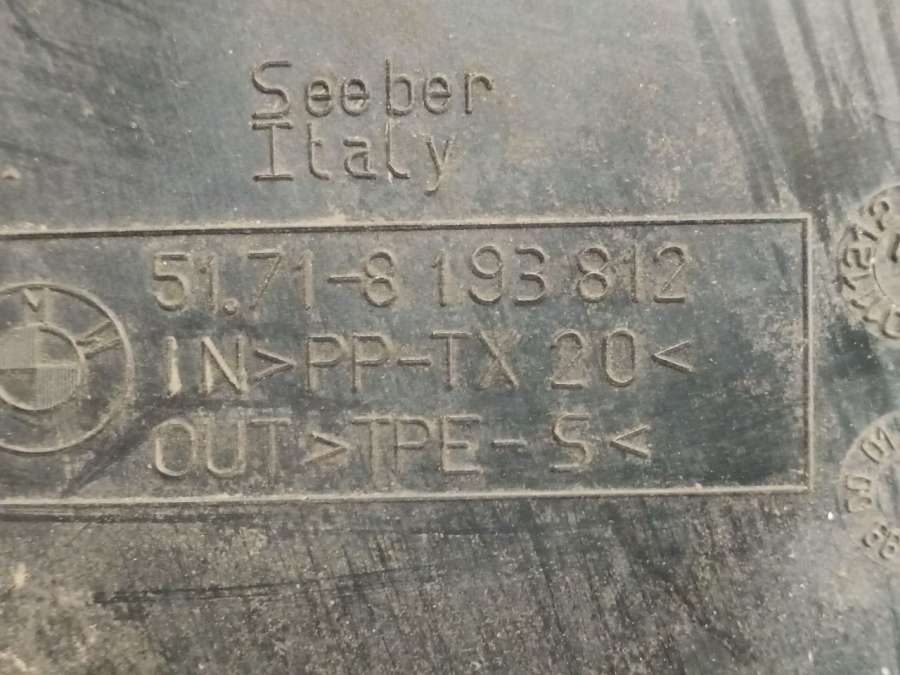 Seeber
Italy
51.71-8 193 812
IN>PP-TX 20<
OUT>TPE-S<